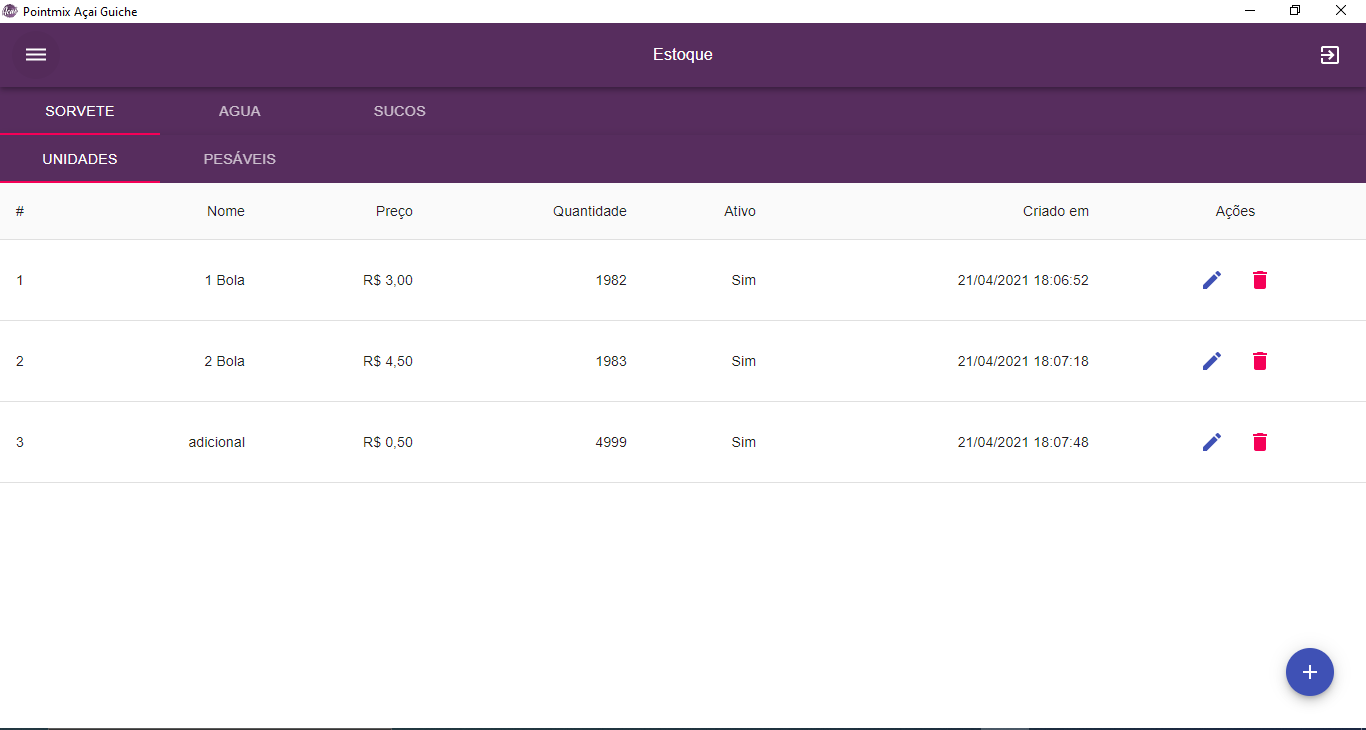 Pointmix Açai Guiche
Estoque
SORVETE AGUA SUCOS
UNIDADES PESÁVEIS
# Nome Preço Quantidade Ativo Criado em Ações
1 1 Bola R$ 3,00 1982 Sim 21/04/2021 18:06:52
2 2 Bola R$ 4,50 1983 Sim 21/04/2021 18:07:18
3 adicional R$ 0,50 4999 Sim 21/04/2021 18:07:48